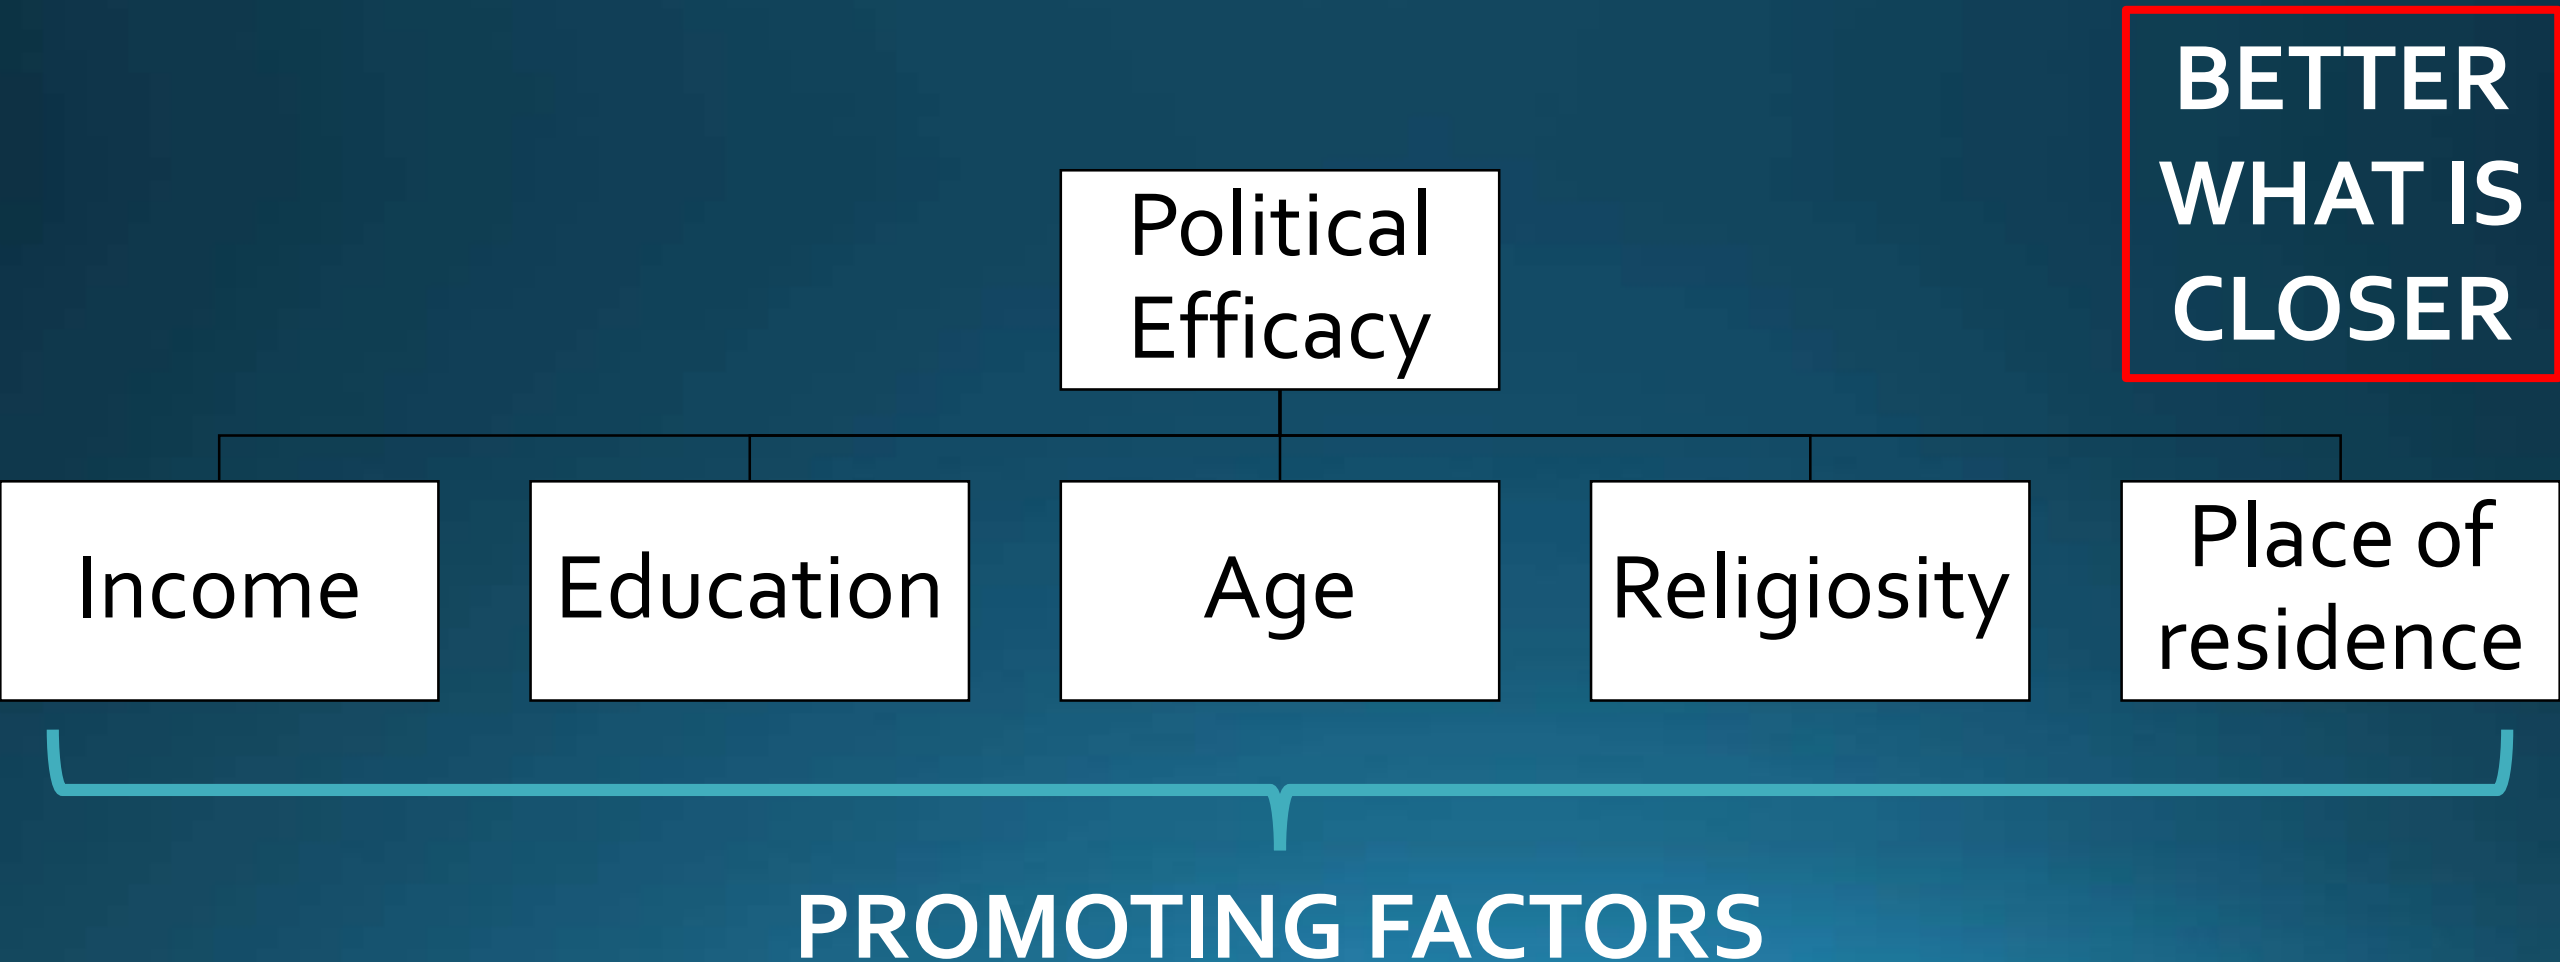 BETTER
WHAT IS
CLOSER
Political
Efficacy
Income
Education
Age
Religiosity
Place of
residence
PROMOTING FACTORS